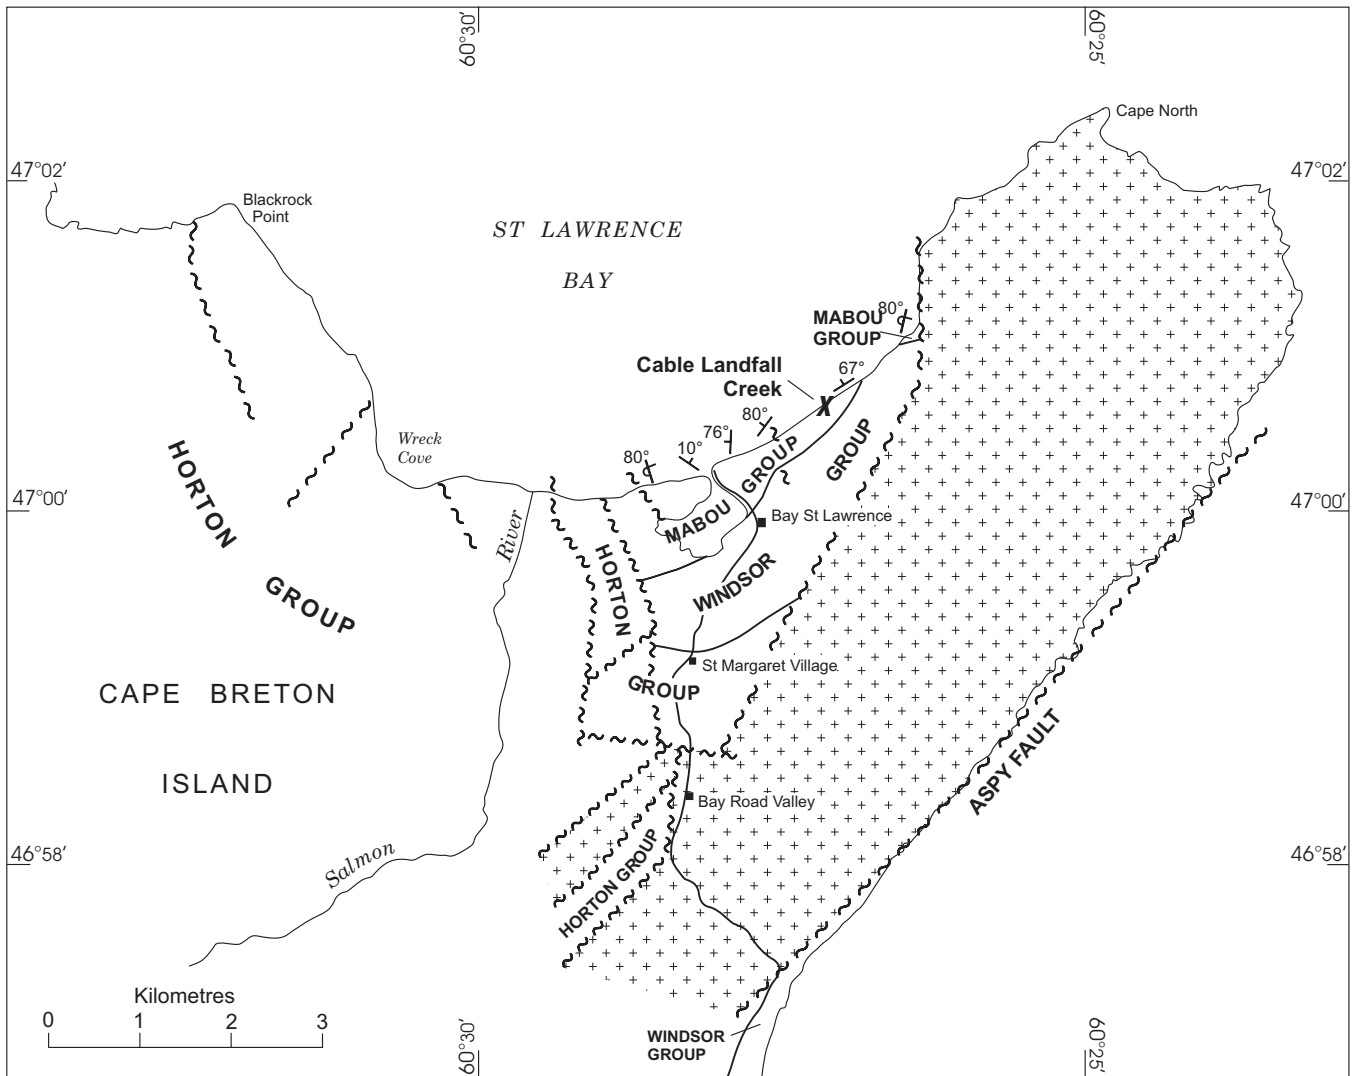 60°30′
60°25′
Cape North
47°02′
47°02′
Blackrock
Point
ST LAWRENCE
BAY
MABOU
GROUP
80°
Cable Landfall
Creek
67°
X
80°
76°
10°
80°
Wreck
Cove
GROUP
GROUP
HORTON
GROUP
47°00′
47°00′
River
MABOU
Bay St Lawrence
HORTON
WINDSOR
St Margaret Village
GROUP
CAPE BRETON
ISLAND
ASPY FAULT
Bay Road Valley
HORTON GROUP
46°58′
46°58′
Salmon
Kilometres
0 1 2 3
WINDSOR
GROUP
60°30′
60°25′